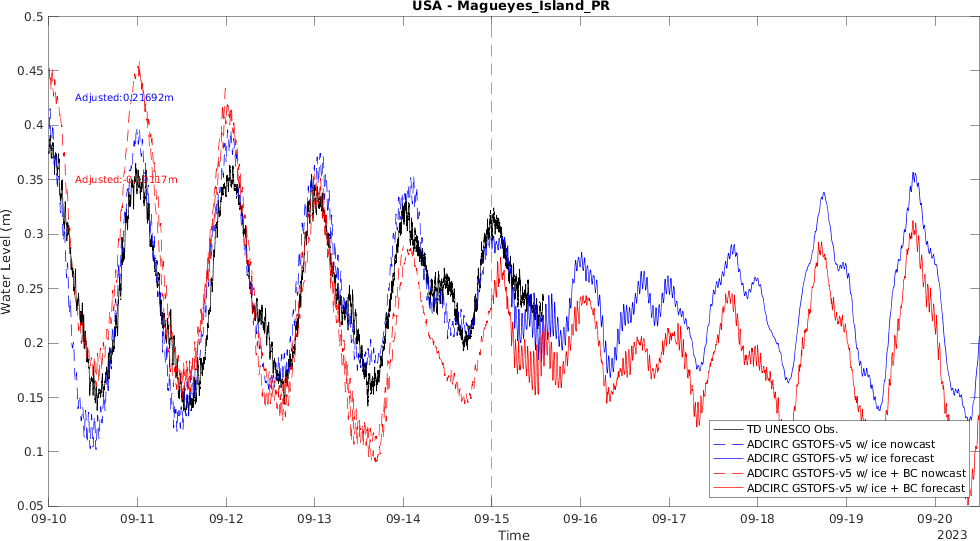 USA - Magueyes_Island_PR
0.5
0.45
0.4
0.35
0.3
0.25
0.2
0.15
0.1
0.05
Water Level (m)
Adjusted:0.21692m
09-10
09-11
09-12
09-13
09-14
09-15
09-16
09-17
09-18
09-19
09-20
Time
2023
TD UNESCO Obs.
ADCIRC GSTOFS-v5 w/ ice nowcast
ADCIRC GSTOFS-v5 w/ ice forecast
ADCIRC GSTOFS-v5 w/ ice + BC nowcast
ADCIRC GSTOFS-v5 w/ ice + BC forecast